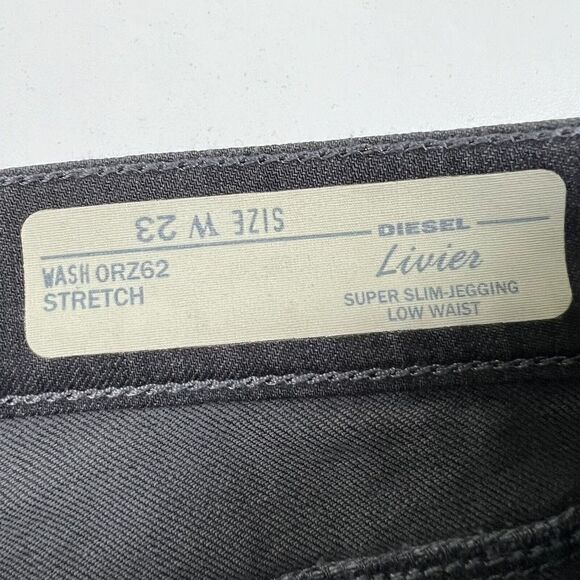 SIZE W 23
DIESEL
Livier
SUPER SLIM-JEGGING
LOW WAIST
WASH ORZ62
STRETCH